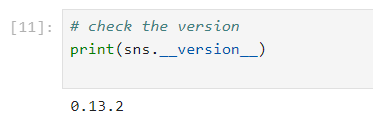 [11]: # check the version
print(sns.__version__)
0.13.2